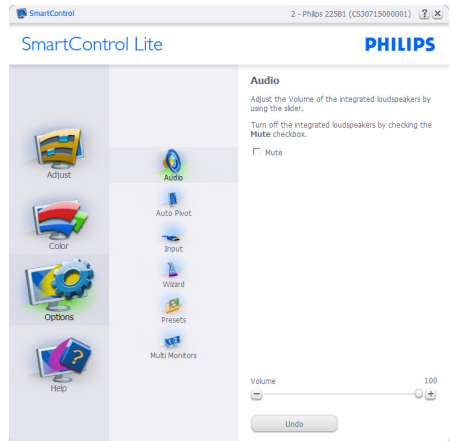 SmartControl
2 - Philips 225B1 (CS30715000001)
?
SmartControl Lite
PHILIPS
Adjust
Color
Options
Help
Audio
Auto Pivot
Input
Wizard
Presets
Multi Monitors
Audio
Adjust the Volume of the integrated loudspeakers by
using the slider.
Turn off the integrated loudspeakers by checking the
Mute checkbox.
Mute
Volume 100
Undo